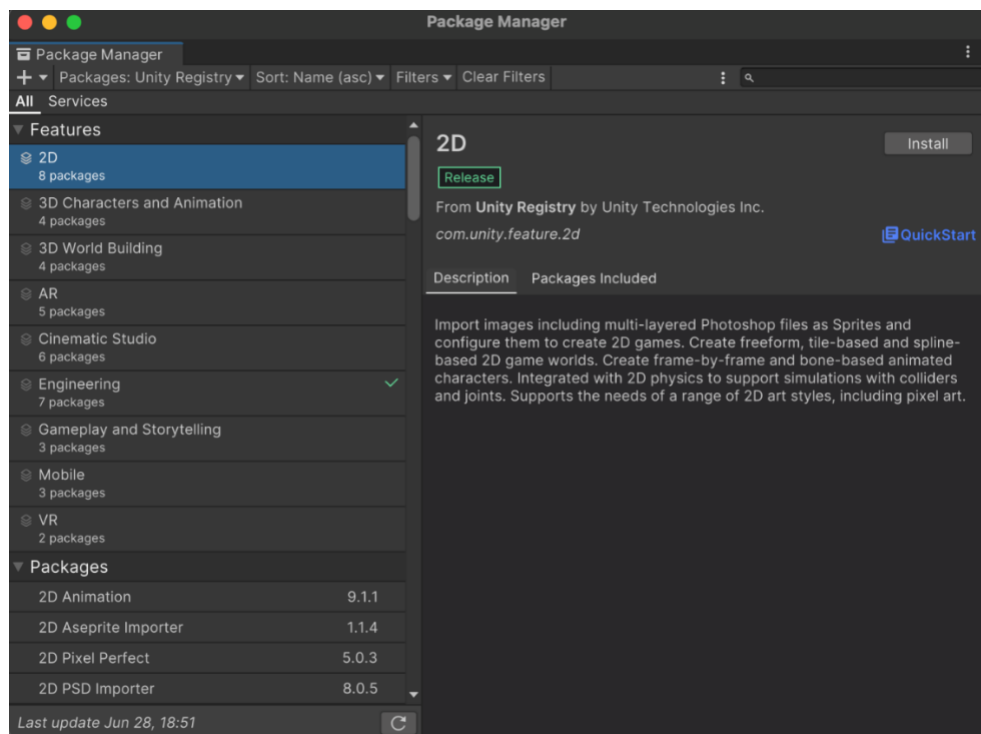 Package Manager
Package Manager
Packages: Unity Registry Sort: Name (asc) Filters Clear Filters
All Services
Features
2D
8 packages
3D Characters and Animation
4 packages
3D World Building
4 packages
AR
5 packages
Cinematic Studio
6 packages
Engineering
7 packages
Gameplay and Storytelling
3 packages
Mobile
3 packages
VR
2 packages
Packages
2D Animation 9.1.1
2D Aseprite Importer 1.1.4
2D Pixel Perfect 5.0.3
2D PSD Importer 8.0.5
Last update Jun 28, 18:51
2D
Install
Release
From Unity Registry by Unity Technologies Inc.
com.unity.feature.2d
QuickStart
Description Packages Included
Import images including multi-layered Photoshop files as Sprites and
configure them to create 2D games. Create freeform, tile-based and spline-
based 2D game worlds. Create frame-by-frame and bone-based animated
characters. Integrated with 2D physics to support simulations with colliders
and joints. Supports the needs of a range of 2D art styles, including pixel art.